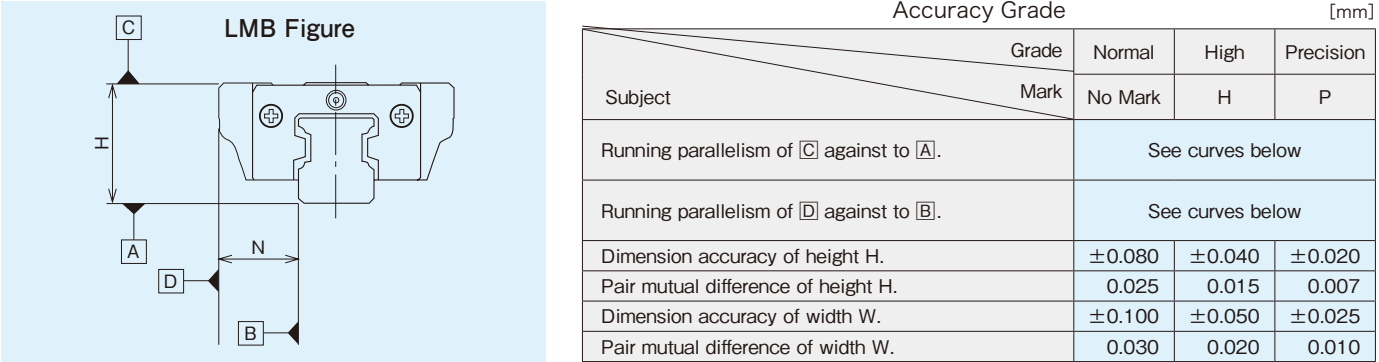 LMB Figure
C
H
A
N
D
B
Accuracy Grade [mm]
Grade Normal High Precision
Subject Mark No Mark H P
Running parallelism of C against to A. See curves below
Running parallelism of D against to B. See curves below
Dimension accuracy of height H. ±0.080 ±0.040 ±0.020
Pair mutual difference of height H. 0.025 0.015 0.007
Dimension accuracy of width W. ±0.100 ±0.050 ±0.025
Pair mutual difference of width W. 0.030 0.020 0.010